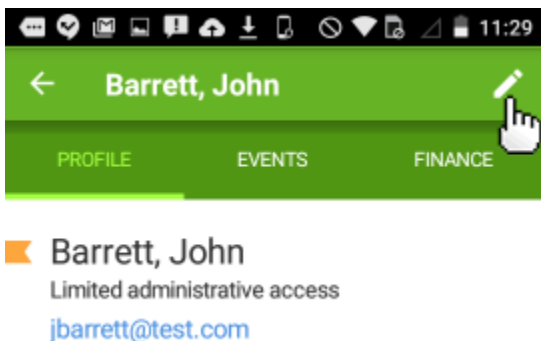 11:29
Barrett, John
PROFILE EVENTS FINANCE
Barrett, John
Limited administrative access
jbarrett@test.com